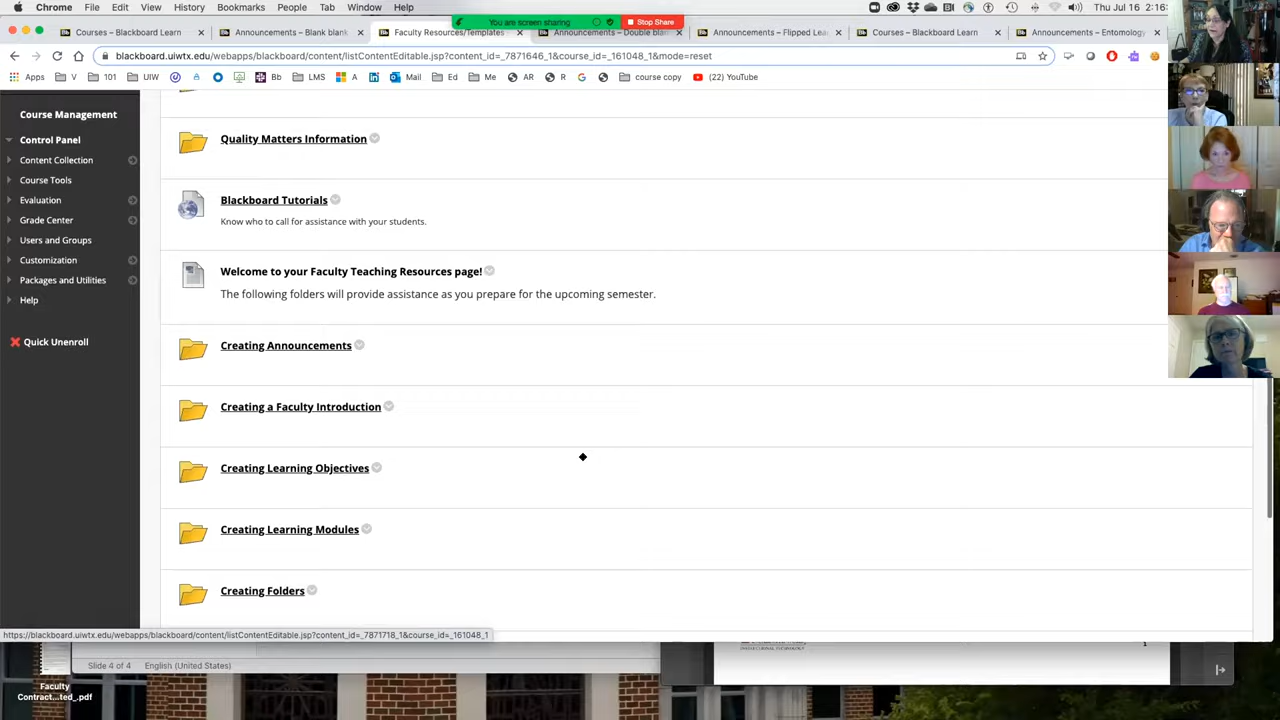 Chrome File Edit View History Bookmarks People Tab Window Help
You are screen sharing Stop Share
Thu Jul 16 2:16
Courses – Blackboard Learn
Announcements – Blank blank
Faculty Resources/Templates
Announcements – Double blan
Announcements – Flipped Lea
Courses – Blackboard Learn
Announcements – Entomology
blackboard.uiwtx.edu/webapps/blackboard/content/listContentEditable.jsp?content_id=_7871646_1&course_id=_161048_1&mode=reset
Apps V 101 UIW Bb LMS A Mail Ed Me AR R course copy (22) YouTube
Course Management
Control Panel
Content Collection
Course Tools
Evaluation
Grade Center
Users and Groups
Customization
Packages and Utilities
Help
Quick Unenroll
Quality Matters Information
Blackboard Tutorials
Know who to call for assistance with your students.
Welcome to your Faculty Teaching Resources page!
The following folders will provide assistance as you prepare for the upcoming semester.
Creating Announcements
Creating a Faculty Introduction
Creating Learning Objectives
Creating Learning Modules
Creating Folders
https://blackboard.uiwtx.edu/webapps/blackboard/content/listContentEditable.jsp?content_id=_7871718_1&course_id=_161048_1
Slide 4 of 4 English (United States)
1
Faculty
Contract...ted_.pdf